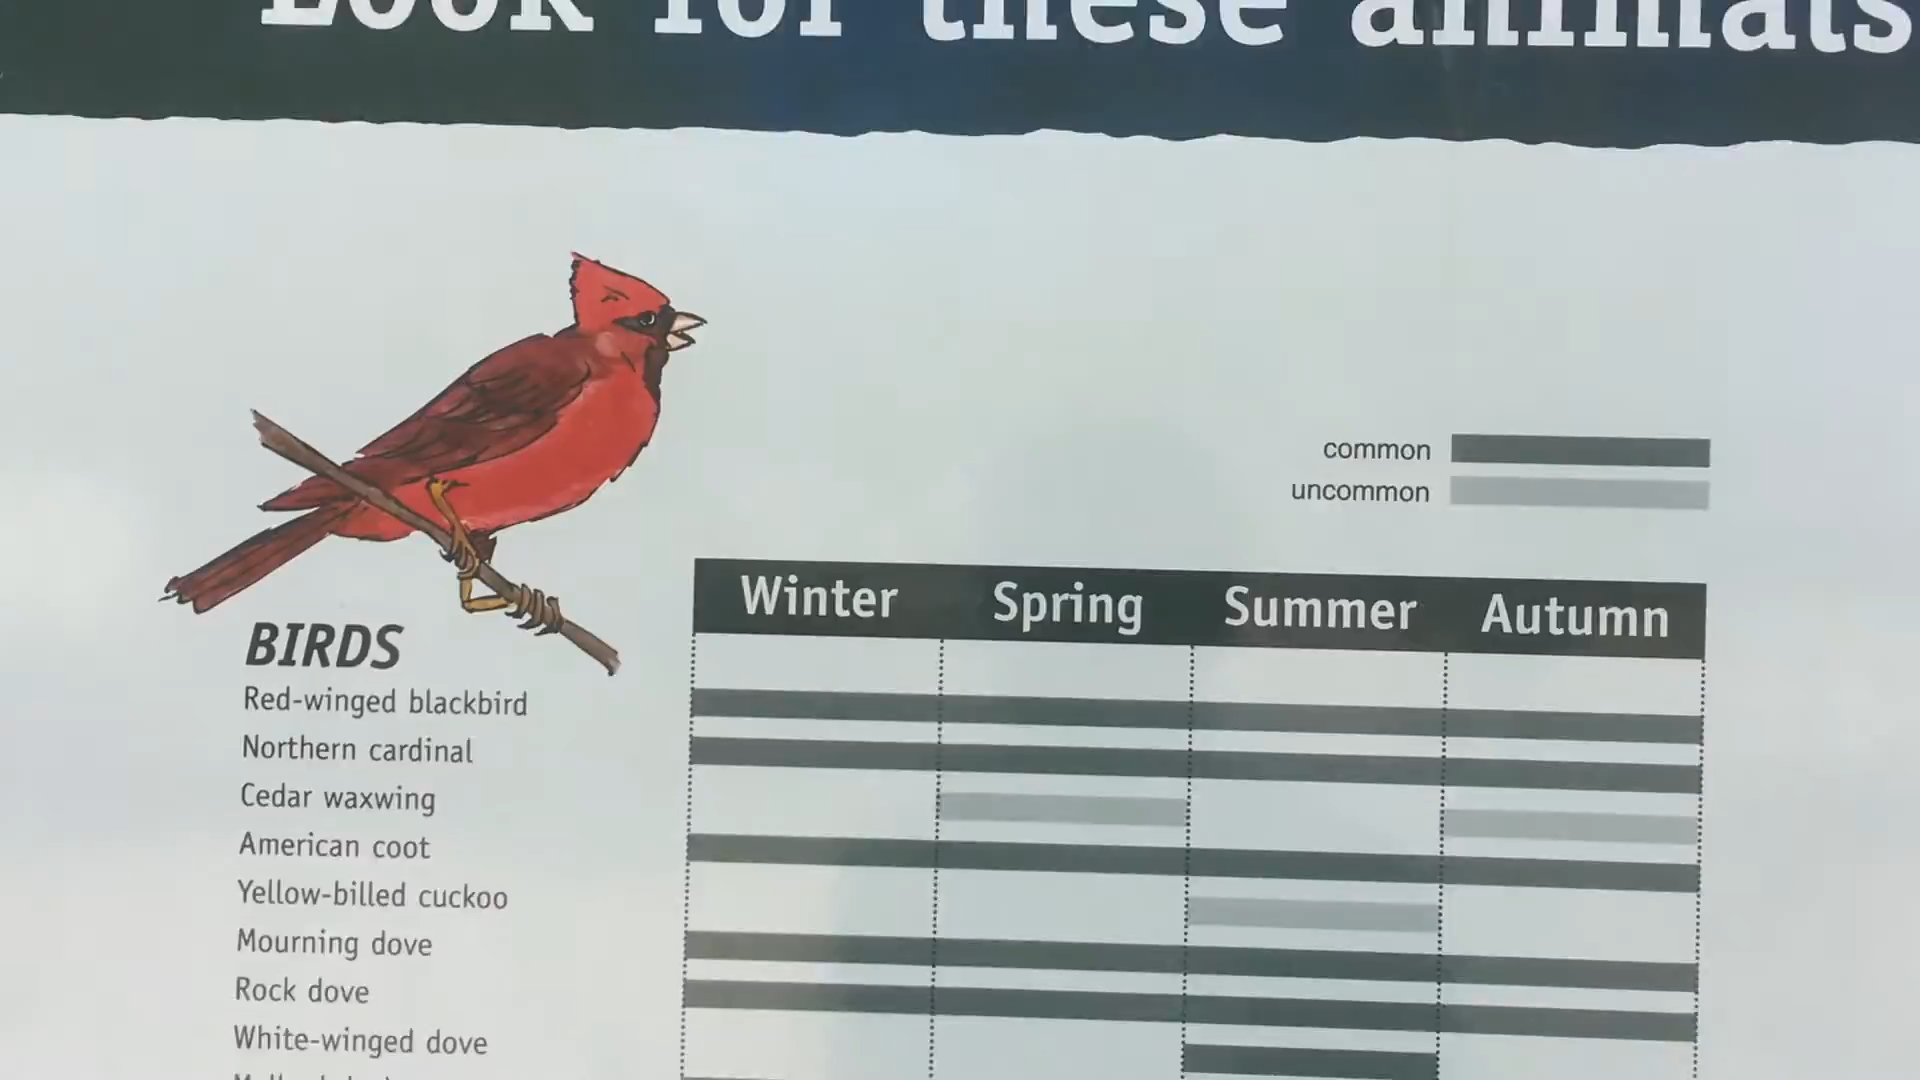 Look for these animals
common
uncommon
Winter Spring Summer Autumn
BIRDS
Red-winged blackbird
Northern cardinal
Cedar waxwing
American coot
Yellow-billed cuckoo
Mourning dove
Rock dove
White-winged dove